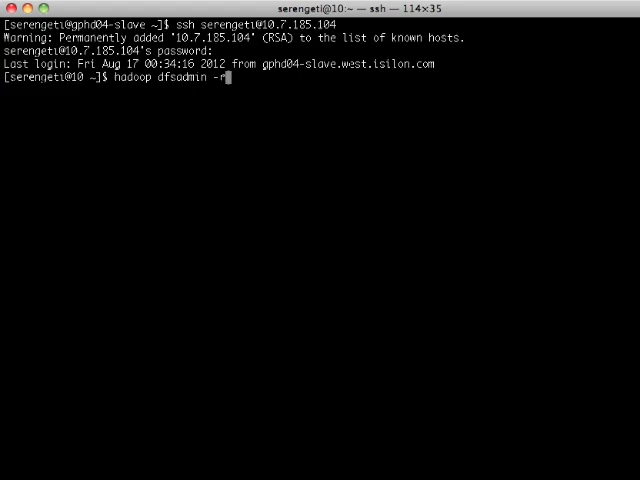 serengeti@10:~ — ssh — 114×35
[serengeti@gphd04-slave ~]$ ssh serengeti@10.7.185.104
Warning: Permanently added '10.7.185.104' (RSA) to the list of known hosts.
serengeti@10.7.185.104's password:
Last login: Fri Aug 17 00:34:16 2012 from gphd04-slave.west.isilon.com
[serengeti@10 ~]$ hadoop dfsadmin -r